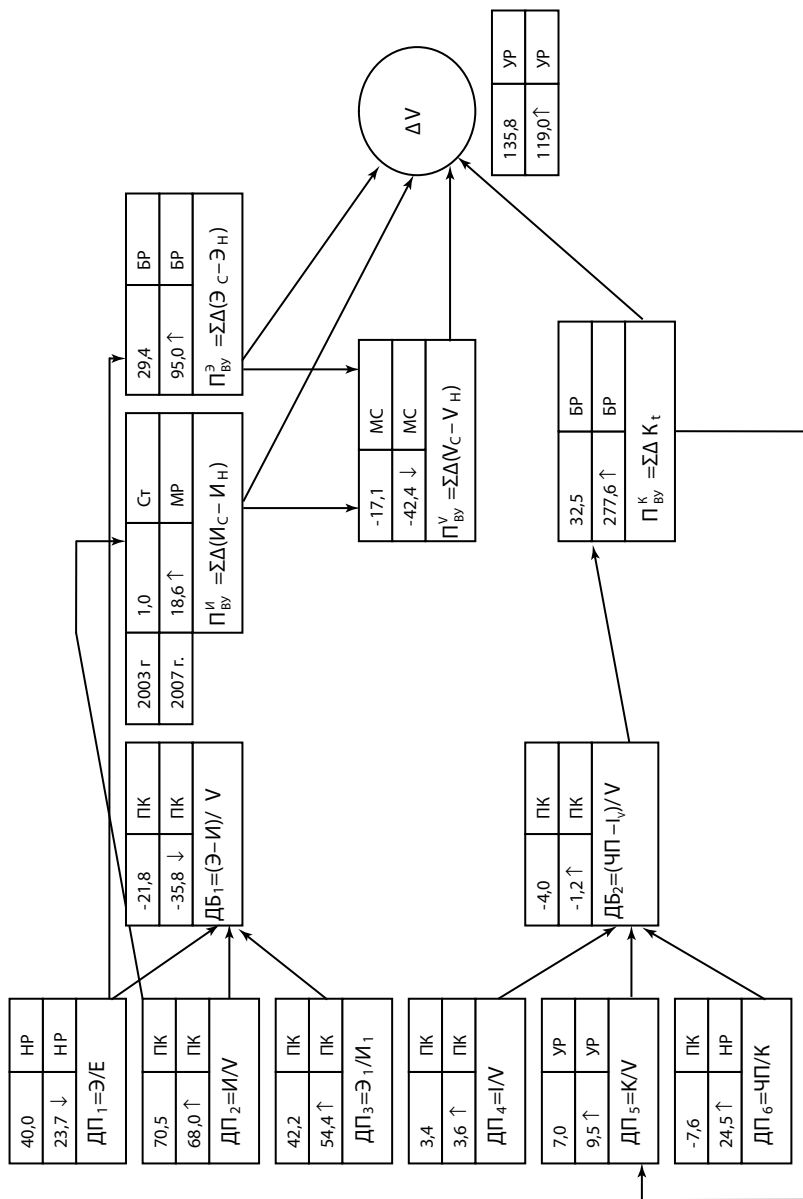 40,0 НР
23,7 ↓ НР
ДП₁=Э/Е
70,5 ПК
68,0 ↑ ПК
ДП₂=И/V
42,2 ПК
54,4 ↑ ПК
ДП₃=Э₁/И₁
3,4 ПК
3,6 ↑ ПК
ДП₄=I/V
7,0 УР
9,5 ↑ УР
ДП₅=К/V
-7,6 ПК
24,5 ↑ НР
ДП₆=ЧП/К
-21,8 ПК
-35,8 ↓ ПК
ДБ₁=(Э−И)/ V
-4,0 ПК
-1,2 ↑ ПК
ДБ₂=(ЧП −Iᵥ)/ V
2003 г 1,0 Ст
2007 г. 18,6 ↑ МР
П^И_ВУ =ΣΔ(И_С− И_Н)
29,4 БР
95,0 ↑ БР
П^Э_ВУ =ΣΔ(Э_С−Э_Н)
-17,1 МС
-42,4 ↓ МС
П^V_ВУ =ΣΔ(V_С− V_Н)
32,5 БР
277,6 ↑ БР
П^К_ВУ =ΣΔ К_t
ΔV
135,8 УР
119,0↑ УР